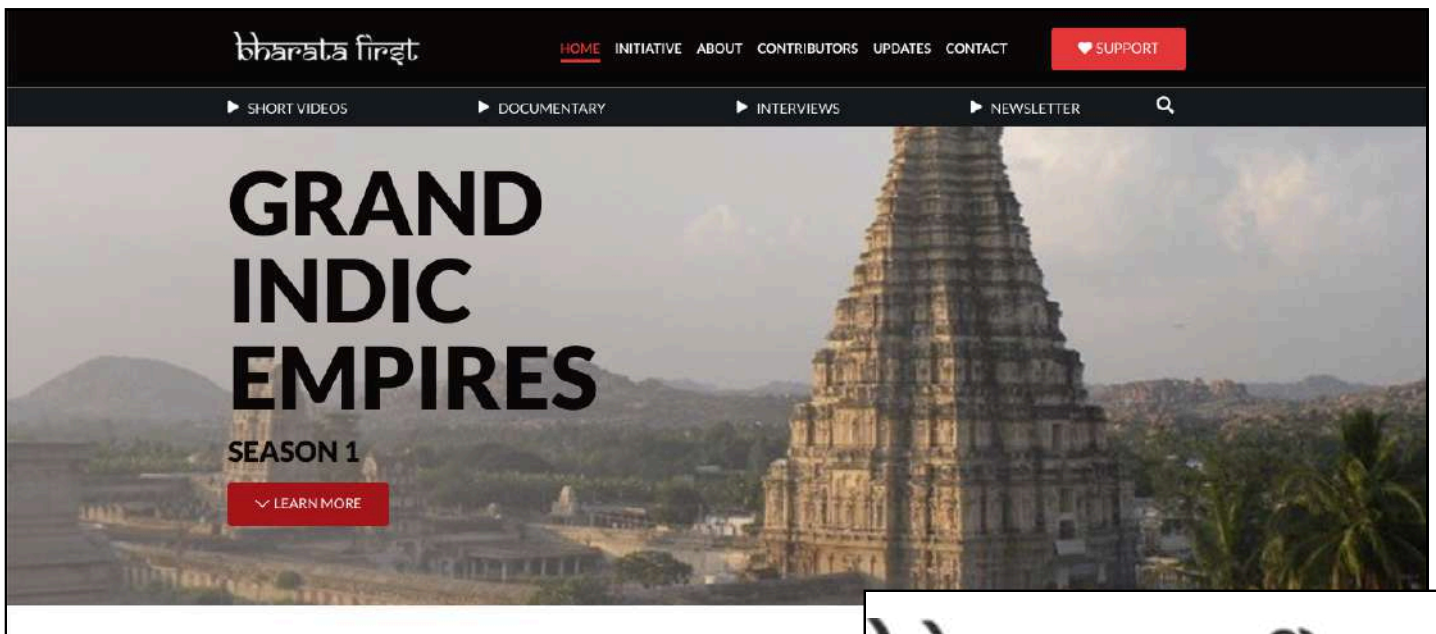 bharata first
HOME INITIATIVE ABOUT CONTRIBUTORS UPDATES CONTACT
SUPPORT
SHORT VIDEOS DOCUMENTARY INTERVIEWS NEWSLETTER
GRAND
INDIC
EMPIRES
SEASON 1
LEARN MORE